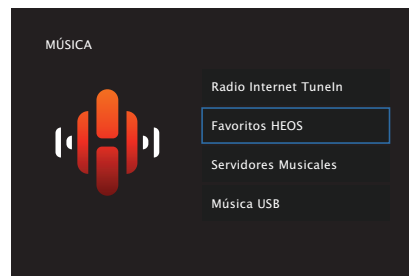 MÚSICA
Radio Internet TuneIn
Favoritos HEOS
Servidores Musicales
Música USB